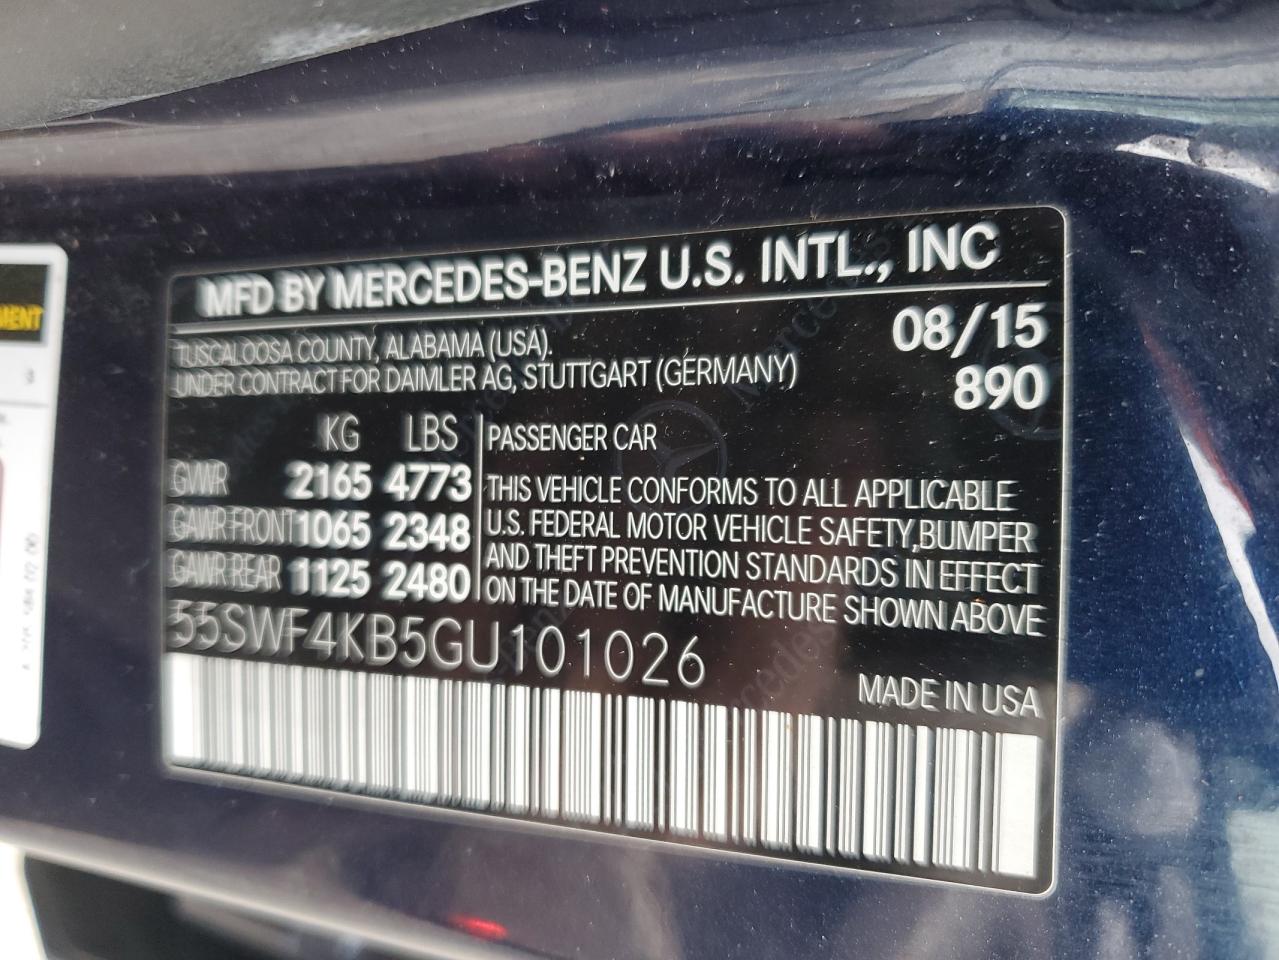 MENT
MFD BY MERCEDES-BENZ U.S. INTL., INC
TUSCALOOSA COUNTY, ALABAMA (USA).
UNDER CONTRACT FOR DAIMLER AG, STUTTGART (GERMANY)
08/15
890
KG LBS
GVWR 2165 4773
GAWR FRONT 1065 2348
GAWR REAR 1125 2480
PASSENGER CAR
THIS VEHICLE CONFORMS TO ALL APPLICABLE
U.S. FEDERAL MOTOR VEHICLE SAFETY,BUMPER
AND THEFT PREVENTION STANDARDS IN EFFECT
ON THE DATE OF MANUFACTURE SHOWN ABOVE
55SWF4KB5GU101026
MADE IN USA